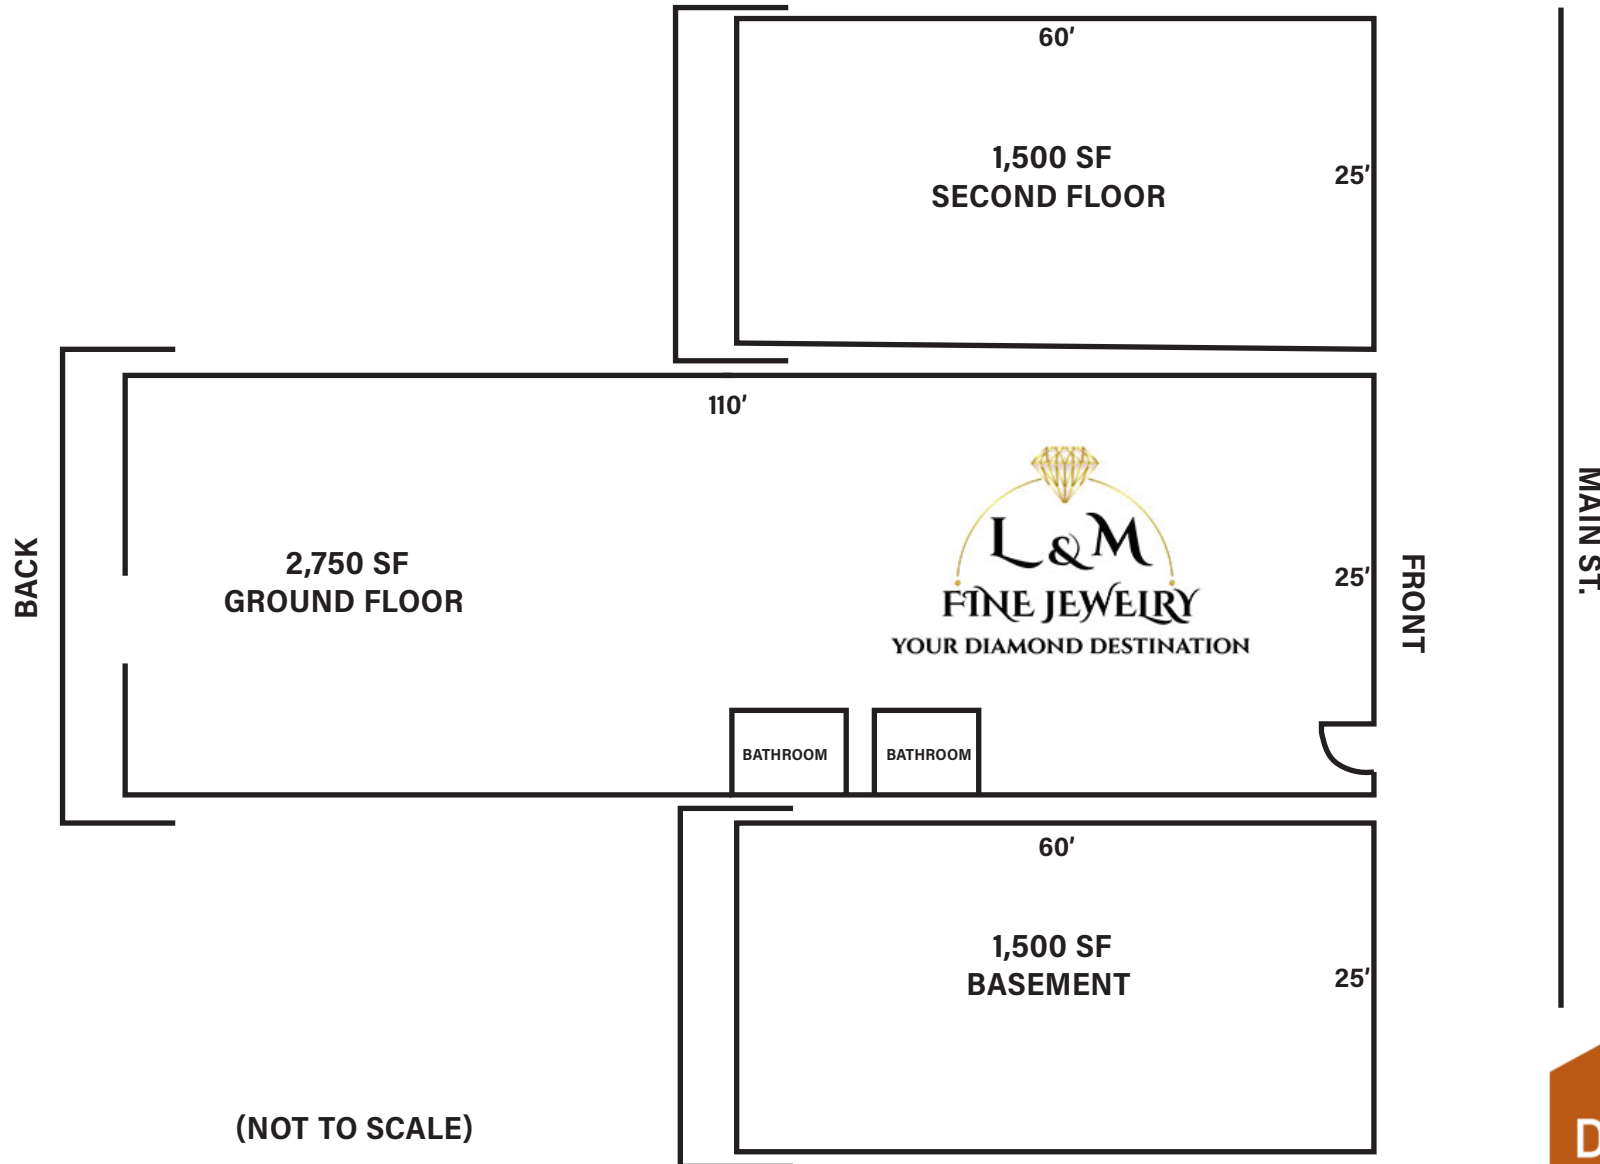 60'
1,500 SF
SECOND FLOOR
25'
110'
2,750 SF
GROUND FLOOR
L & M
FINE JEWELRY
YOUR DIAMOND DESTINATION
25'
BACK
FRONT
MAIN ST.
BATHROOM
BATHROOM
60'
1,500 SF
BASEMENT
25'
(NOT TO SCALE)
D